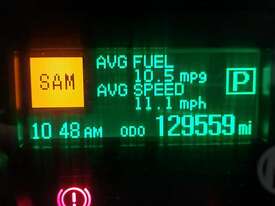 AVG FUEL
SAM
10.5 mpg
P
AVG SPEED
11.1 mph
10 48 AM ODO 129559 mi